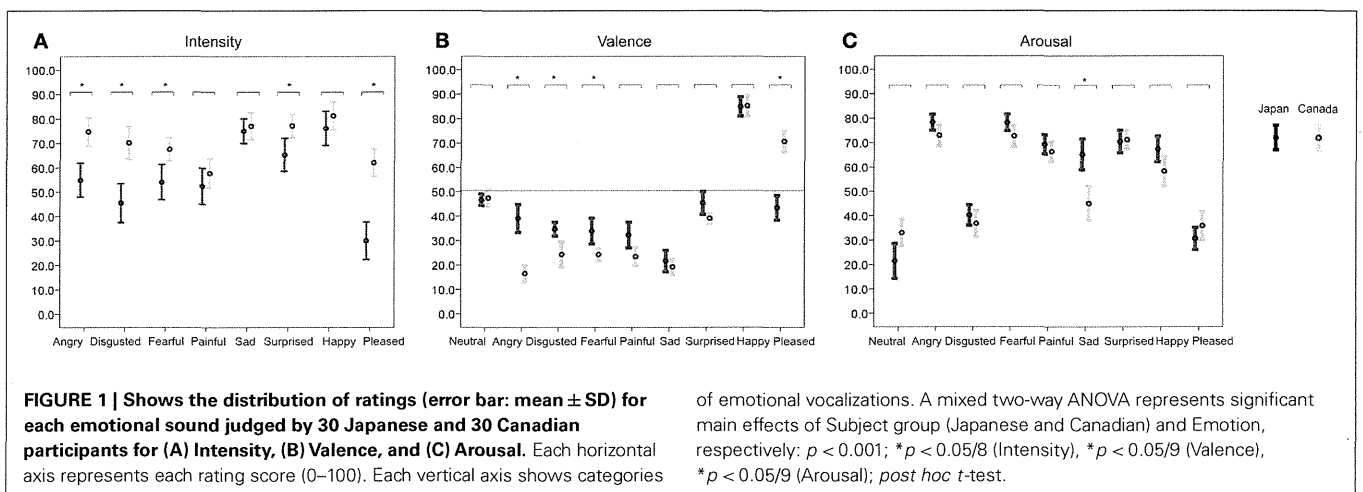 A Intensity
100.0
90.0
80.0
70.0
60.0
50.0
40.0
30.0
20.0
10.0
0.0
* * * * *
Angry Disgusted Fearful Painful Sad Surprised Happy Pleased
B Valence
100.0
90.0
80.0
70.0
60.0
50.0
40.0
30.0
20.0
10.0
0.0
* * * *
Neutral Angry Disgusted Fearful Painful Sad Surprised Happy Pleased
C Arousal
100.0
90.0
80.0
70.0
60.0
50.0
40.0
30.0
20.0
10.0
0.0
*
Neutral Angry Disgusted Fearful Painful Sad Surprised Happy Pleased
Japan Canada
FIGURE 1 | Shows the distribution of ratings (error bar: mean ± SD) for
each emotional sound judged by 30 Japanese and 30 Canadian
participants for (A) Intensity, (B) Valence, and (C) Arousal. Each horizontal
axis represents each rating score (0–100). Each vertical axis shows categories
of emotional vocalizations. A mixed two-way ANOVA represents significant
main effects of Subject group (Japanese and Canadian) and Emotion,
respectively: p < 0.001; *p < 0.05/8 (Intensity), *p < 0.05/9 (Valence),
*p < 0.05/9 (Arousal); post hoc t-test.